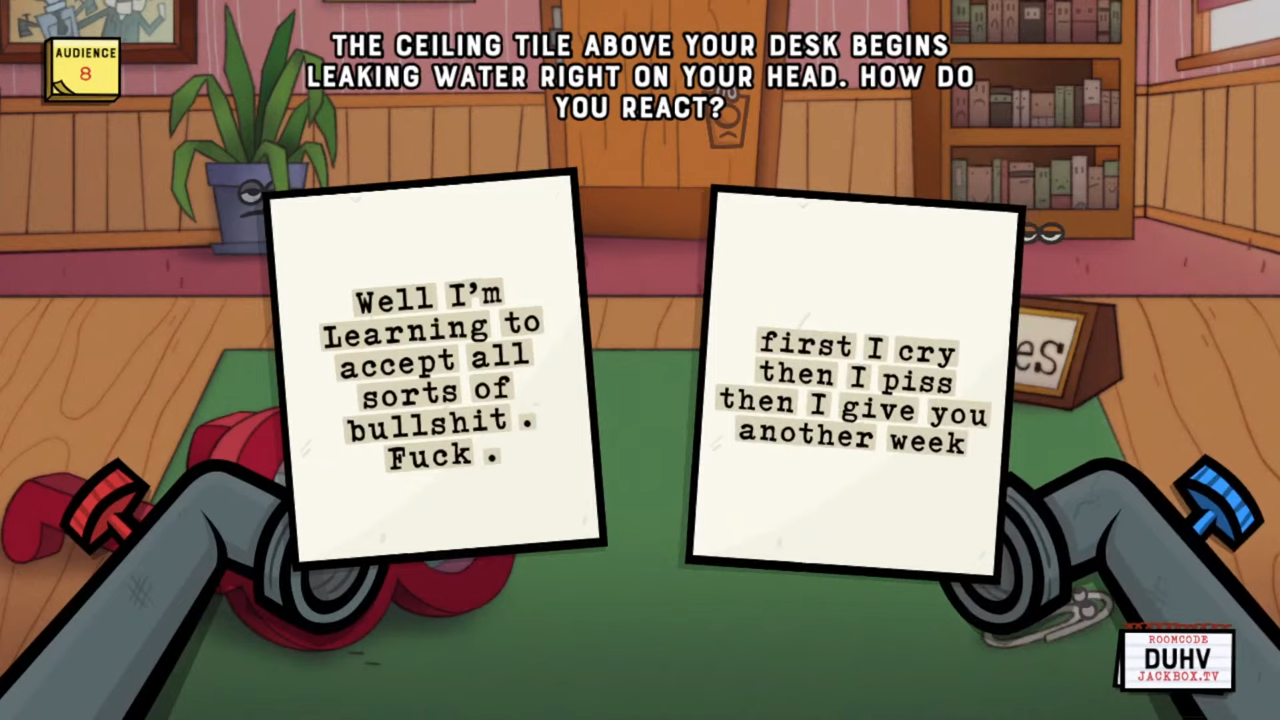 AUDIENCE
8
THE CEILING TILE ABOVE YOUR DESK BEGINS
LEAKING WATER RIGHT ON YOUR HEAD. HOW DO
YOU REACT?
Well I'm
Learning to
accept all
sorts of
bullshit.
Fuck.
first I cry
then I piss
then I give you
another week
es
ROOMCODE
DUHV
JACKBOX.TV